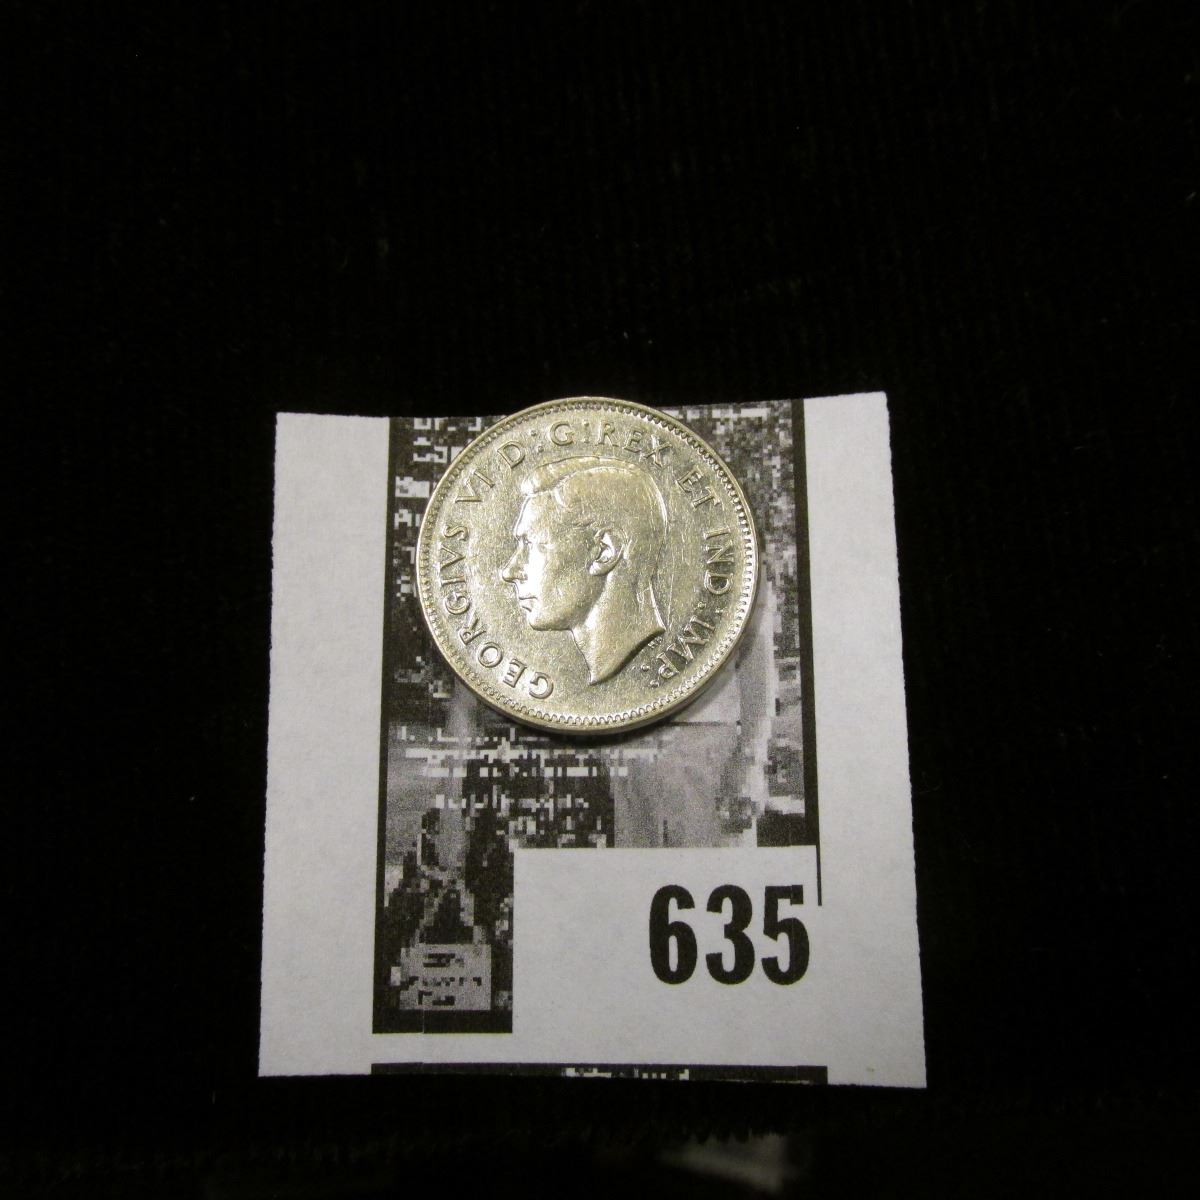 GEORGIVS VI D:G:REX ET IND:IMP:
635